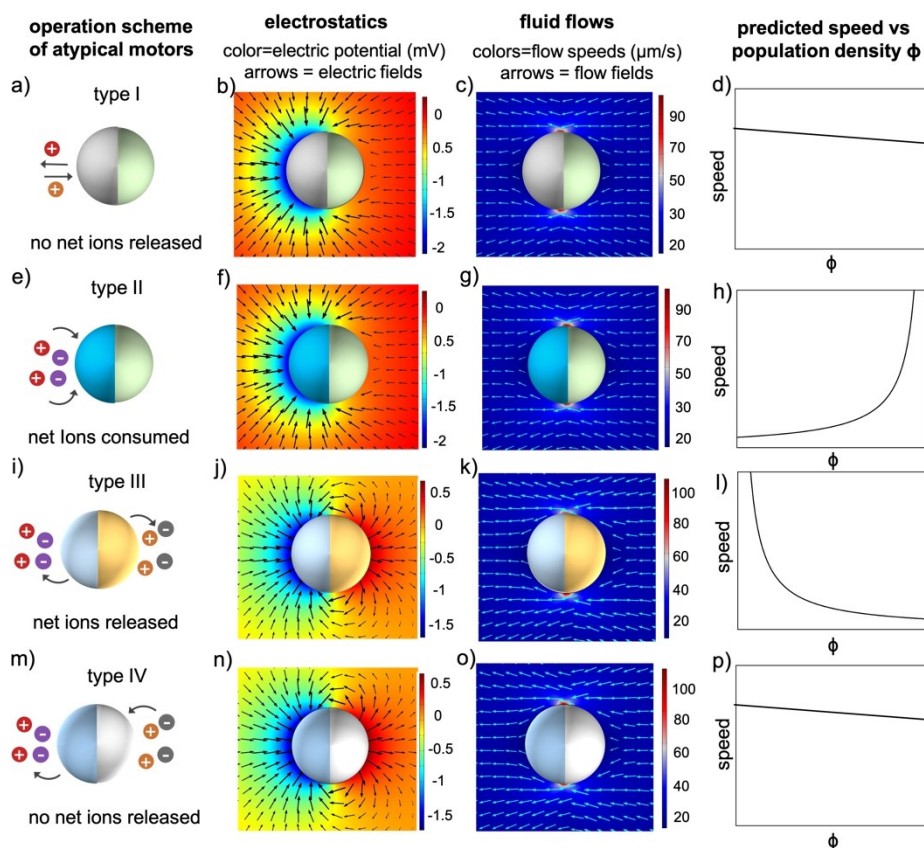 operation scheme
of atypical motors
electrostatics
color=electric potential (mV)
arrows = electric fields
fluid flows
colors=flow speeds (µm/s)
arrows = flow fields
predicted speed vs
population density ϕ
a)
type I
+
+
no net ions released
b)
0
-0.5
-1
-1.5
-2
c)
90
70
50
30
20
d)
speed
ϕ
e)
type II
+
-
+
-
net Ions consumed
f)
0
-0.5
-1
-1.5
-2
g)
90
70
50
30
20
h)
speed
ϕ
i)
type III
+
-
+
-
+
-
+
-
net ions released
j)
0.5
0
-0.5
-1
-1.5
k)
100
80
60
40
20
l)
speed
ϕ
m)
type IV
+
-
+
-
+
-
+
-
no net ions released
n)
0.5
0
-0.5
-1
-1.5
o)
100
80
60
40
20
p)
speed
ϕ